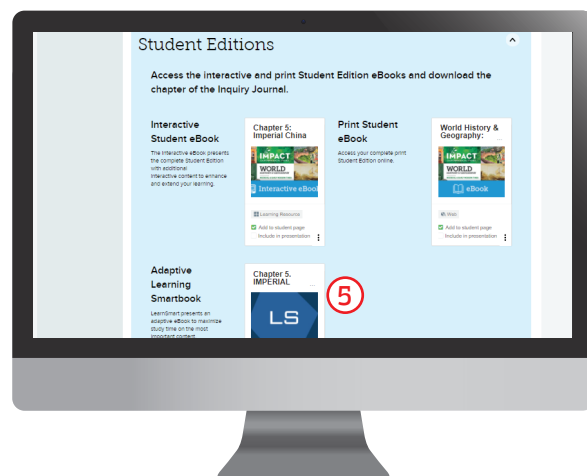 Student Editions
Access the interactive and print Student Edition eBooks and download the
chapter of the Inquiry Journal.
Interactive
Student eBook
The interactive eBook presents
the complete Student Edition
with additional
interactive content to enhance
and extend your learning.
Chapter 5:
Imperial China
IMPACT
WORLD
Interactive eBook
Learning Resource
Add to student page
Include in presentation
Print Student
eBook
Access your complete print
Student Edition online.
World History &
Geography:
...
IMPACT
WORLD
eBook
Web
Add to student page
Include in presentation
Adaptive
Learning
Smartbook
LearnSmart presents an
adaptive eBook to maximize
study time on the most
important content
Chapter 5.
IMPERIAL
...
LS
5